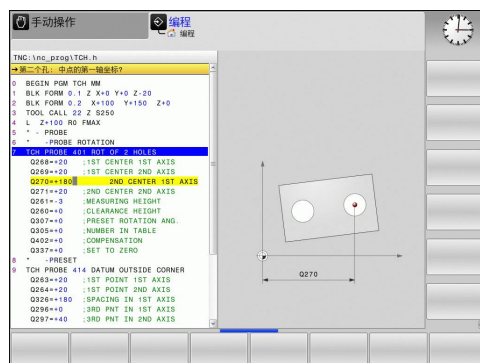 手动操作
编程
编程
TNC:\nc_prog\TCH.h
→第二个孔: 中点的第一轴坐标?
0 BEGIN PGM TCH MM
1 BLK FORM 0.1 Z X+0 Y+0 Z-20
2 BLK FORM 0.2 X+100 Y+150 Z+0
3 TOOL CALL 22 Z S250
4 L Z+100 R0 FMAX
5 * - PROBE
6 * -PROBE ROTATION
7 TCH PROBE 401 ROT OF 2 HOLES
Q268=+20 ;1ST CENTER 1ST AXIS
Q269=+20 ;1ST CENTER 2ND AXIS
Q270=+180 2ND CENTER 1ST AXIS
Q271=+20 ;2ND CENTER 2ND AXIS
Q261=-3 ;MEASURING HEIGHT
Q260=+0 ;CLEARANCE HEIGHT
Q307=+0 ;PRESET ROTATION ANG.
Q305=+0 ;NUMBER IN TABLE
Q402=+0 ;COMPENSATION
Q337=+0 ;SET TO ZERO
8 * -PRESET
9 TCH PROBE 414 DATUM OUTSIDE CORNER
Q263=+20 ;1ST POINT 1ST AXIS
Q264=+20 ;1ST POINT 2ND AXIS
Q326=+180 ;SPACING IN 1ST AXIS
Q296=+0 ;3RD PNT IN 1ST AXIS
Q297=+40 ;3RD PNT IN 2ND AXIS
Q270